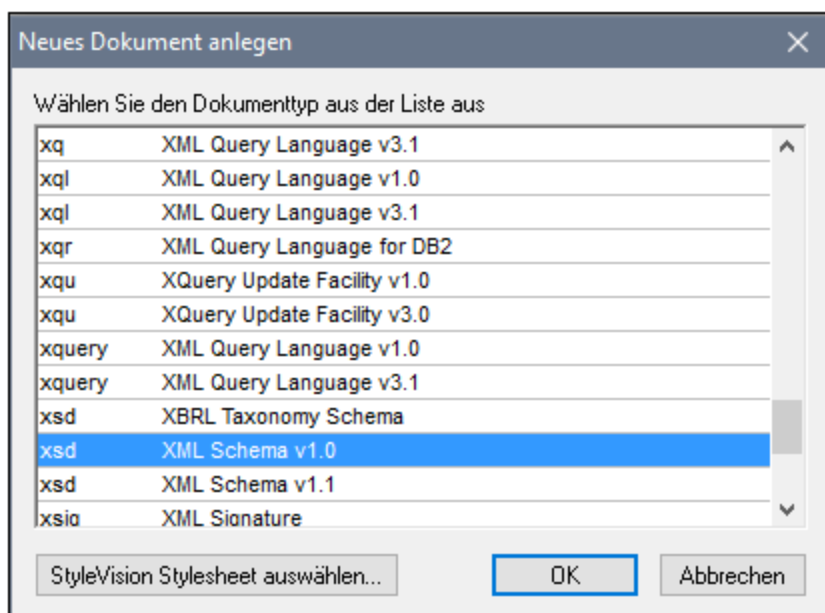 Neues Dokument anlegen
Wählen Sie den Dokumenttyp aus der Liste aus
xq XML Query Language v3.1
xql XML Query Language v1.0
xql XML Query Language v3.1
xqr XML Query Language for DB2
xqu XQuery Update Facility v1.0
xqu XQuery Update Facility v3.0
xquery XML Query Language v1.0
xquery XML Query Language v3.1
xsd XBRL Taxonomy Schema
xsd XML Schema v1.0
xsd XML Schema v1.1
xsig XML Signature
StyleVision Stylesheet auswählen... OK Abbrechen